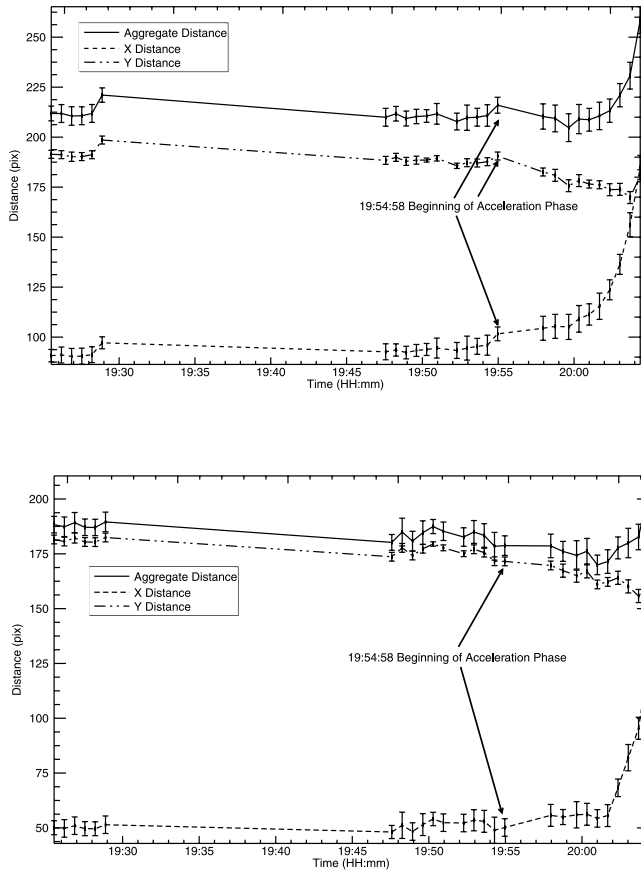 250
225
200
175
150
125
100
Distance (pix)
Aggregate Distance
X Distance
Y Distance
19:54:58 Beginning of Acceleration Phase
19:30 19:35 19:40 19:45 19:50 19:55 20:00
Time (HH:mm)
200
175
150
125
100
75
50
Distance (pix)
Aggregate Distance
X Distance
Y Distance
19:54:58 Beginning of Acceleration Phase
19:30 19:35 19:40 19:45 19:50 19:55 20:00
Time (HH:mm)